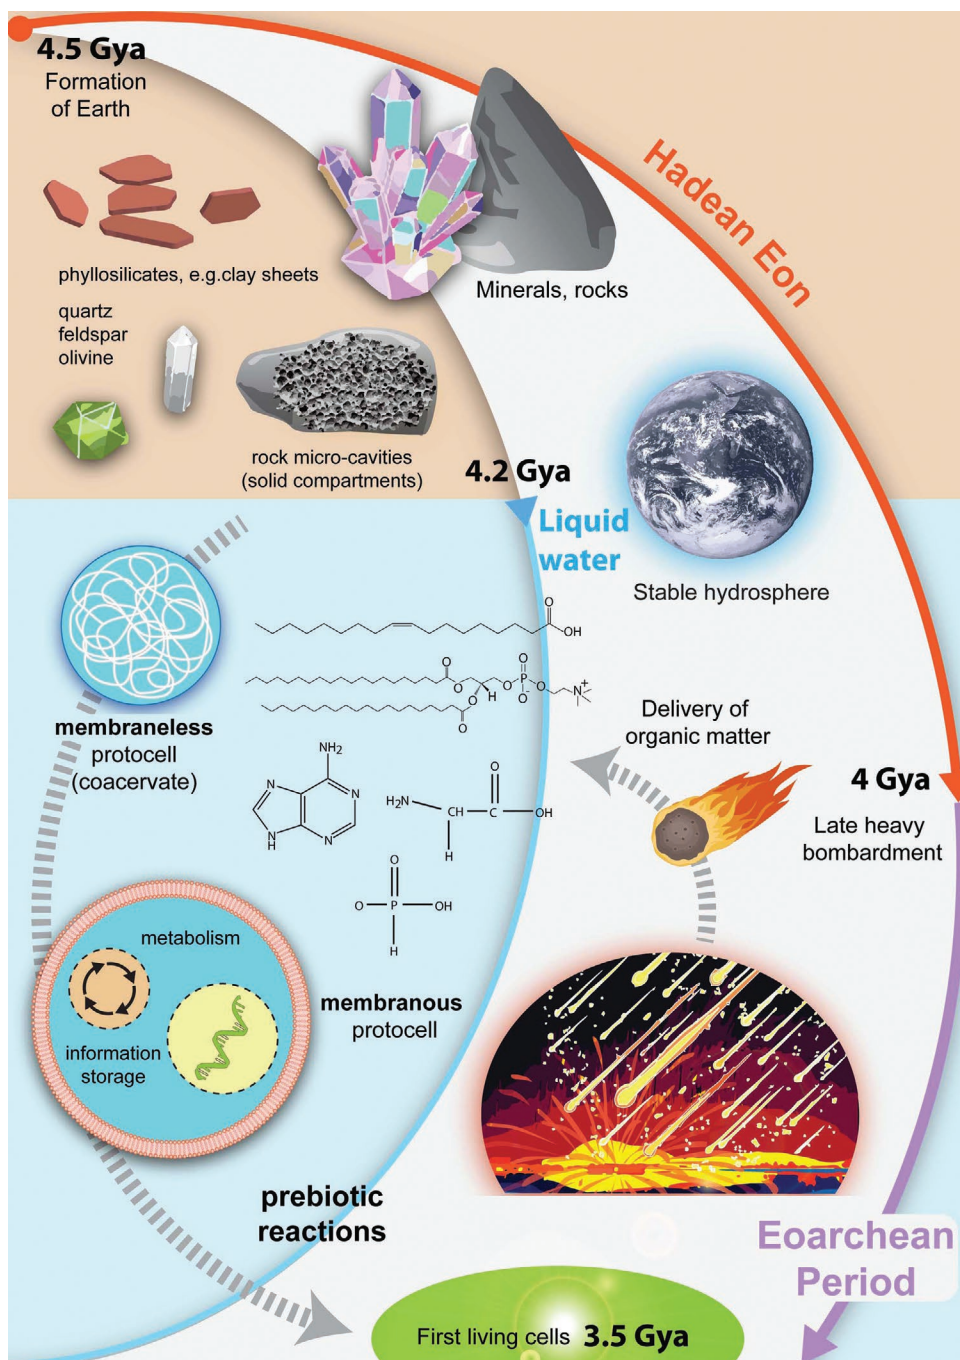 4.5 Gya
Formation
of Earth
Hadean Eon
phyllosilicates, e.g.clay sheets
Minerals, rocks
quartz
feldspar
olivine
rock micro-cavities
(solid compartments)
4.2 Gya
Liquid
water
Stable hydrosphere
O
OH
O
O
O
P
O
O
O-
N+
H
O
O
membraneless
protocell
(coacervate)
Delivery of
organic matter
4 Gya
Late heavy
bombardment
NH2
N
N
N
H
N
O
H2N
CH
C
OH
H
O
O
P
OH
H
metabolism
information
storage
membranous
protocell
prebiotic
reactions
Eoarchean
Period
First living cells 3.5 Gya